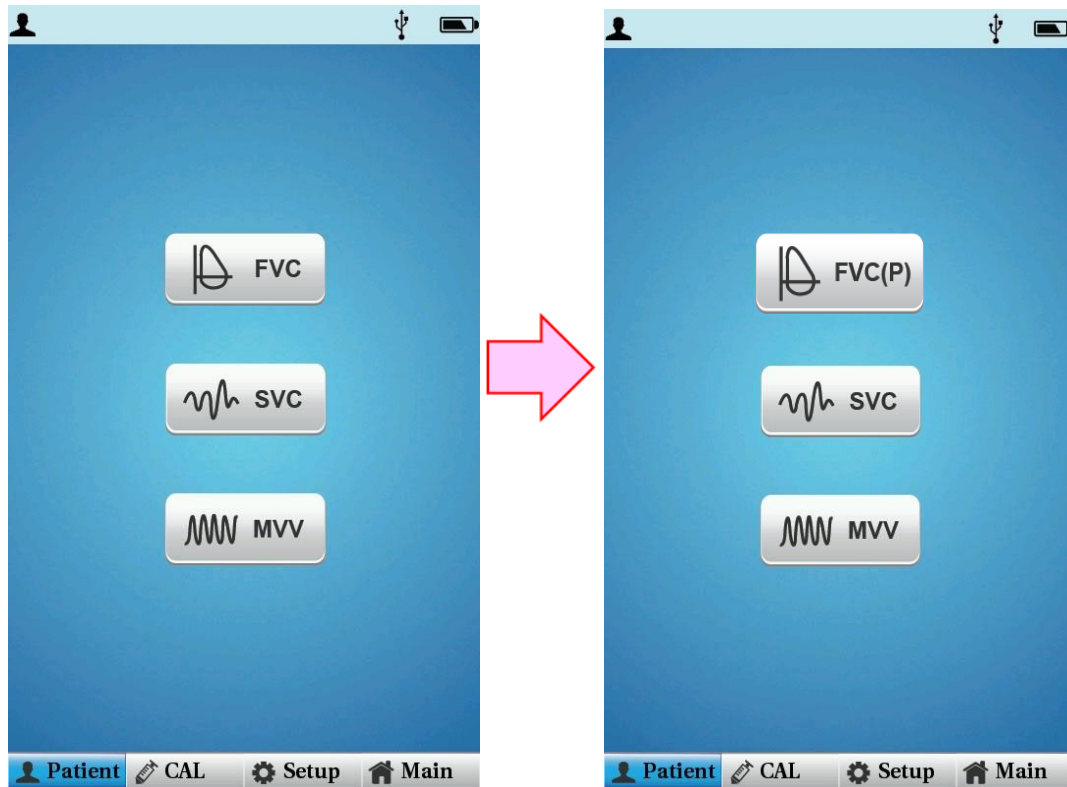 FVC
SVC
MVV
Patient CAL Setup Main
FVC(P)
SVC
MVV
Patient CAL Setup Main